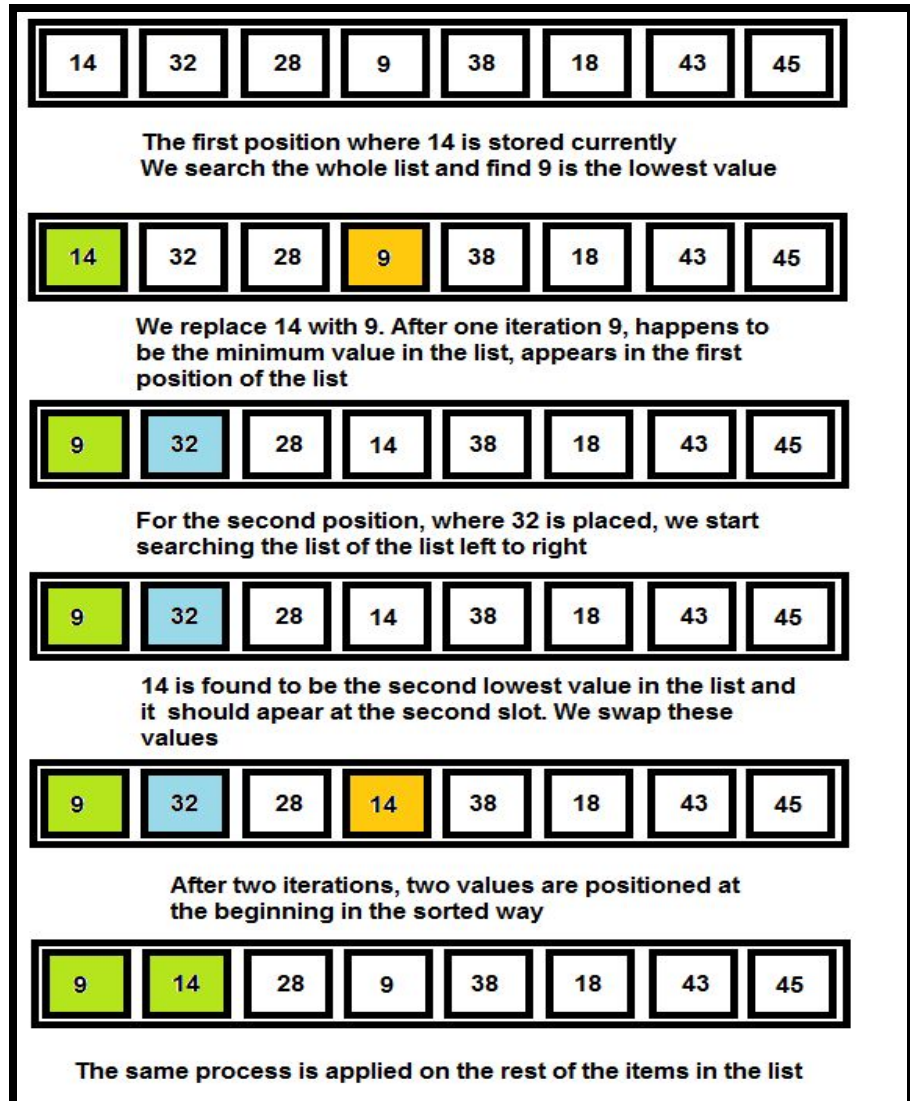 14 32 28 9 38 18 43 45
The first position where 14 is stored currently
We search the whole list and find 9 is the lowest value
14 32 28 9 38 18 43 45
We replace 14 with 9. After one iteration 9, happens to
be the minimum value in the list, appears in the first
position of the list
9 32 28 14 38 18 43 45
For the second position, where 32 is placed, we start
searching the list of the list left to right
9 32 28 14 38 18 43 45
14 is found to be the second lowest value in the list and
it should apear at the second slot. We swap these
values
9 32 28 14 38 18 43 45
After two iterations, two values are positioned at
the beginning in the sorted way
9 14 28 9 38 18 43 45
The same process is applied on the rest of the items in the list